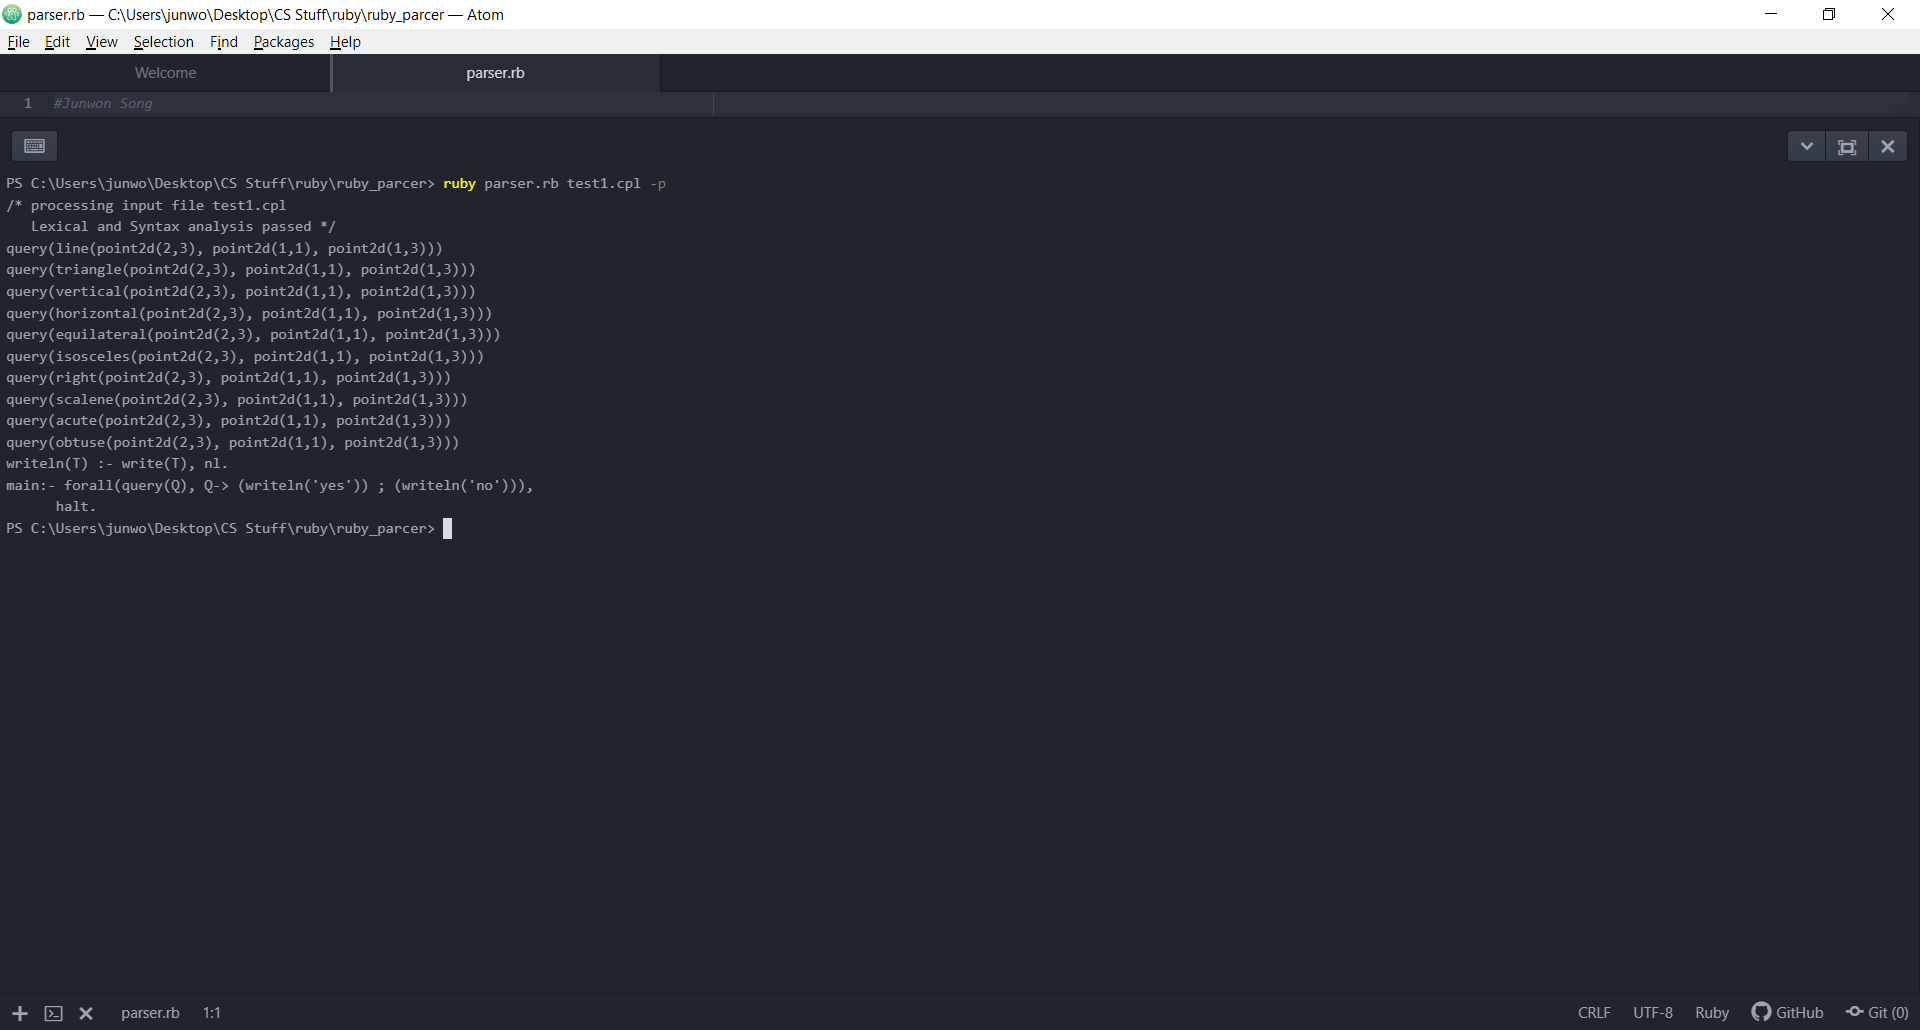 parser.rb — C:\Users\junwo\Desktop\CS Stuff\ruby\ruby_parcer — Atom
File Edit View Selection Find Packages Help
Welcome parser.rb
1 #Junwon Song
PS C:\Users\junwo\Desktop\CS Stuff\ruby\ruby_parcer> ruby parser.rb test1.cpl -p
/* processing input file test1.cpl
   Lexical and Syntax analysis passed */
query(line(point2d(2,3), point2d(1,1), point2d(1,3)))
query(triangle(point2d(2,3), point2d(1,1), point2d(1,3)))
query(vertical(point2d(2,3), point2d(1,1), point2d(1,3)))
query(horizontal(point2d(2,3), point2d(1,1), point2d(1,3)))
query(equilateral(point2d(2,3), point2d(1,1), point2d(1,3)))
query(isosceles(point2d(2,3), point2d(1,1), point2d(1,3)))
query(right(point2d(2,3), point2d(1,1), point2d(1,3)))
query(scalene(point2d(2,3), point2d(1,1), point2d(1,3)))
query(acute(point2d(2,3), point2d(1,1), point2d(1,3)))
query(obtuse(point2d(2,3), point2d(1,1), point2d(1,3)))
writeln(T) :- write(T), nl.
main:- forall(query(Q), Q-> (writeln('yes')) ; (writeln('no'))),
      halt.
PS C:\Users\junwo\Desktop\CS Stuff\ruby\ruby_parcer>
parser.rb 1:1 CRLF UTF-8 Ruby GitHub Git (0)